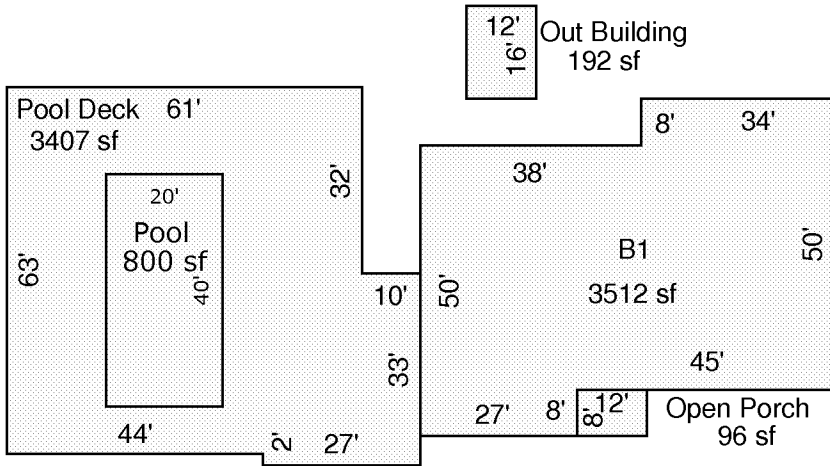 12'
16'
Out Building
192 sf
Pool Deck 61'
3407 sf
8'
34'
32'
38'
20'
Pool
800 sf
40'
63'
10'
50'
B1
3512 sf
50'
33'
45'
44'
2'
27'
27'
8'
8'
12'
Open Porch
96 sf